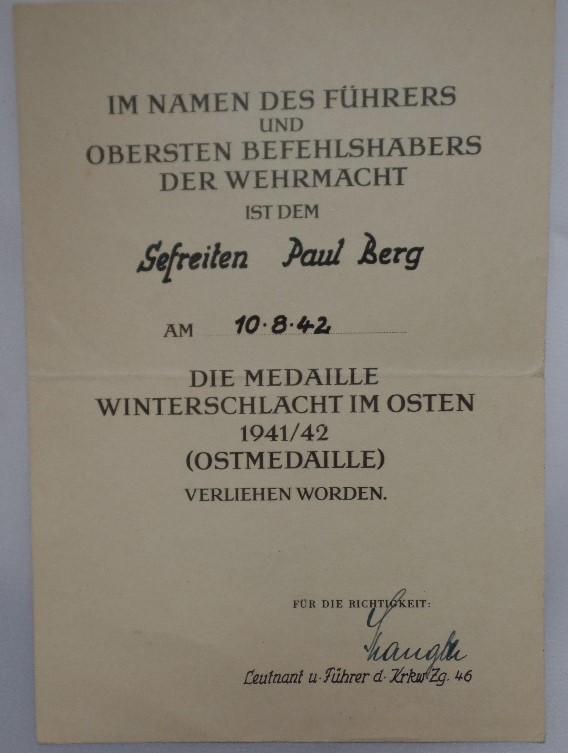 IM NAMEN DES FÜHRERS
UND
OBERSTEN BEFEHLSHABERS
DER WEHRMACHT
IST DEM
Gefreiten Paul Berg
AM 10·8·42
DIE MEDAILLE
WINTERSCHLACHT IM OSTEN
1941/42
(OSTMEDAILLE)
VERLIEHEN WORDEN.
FÜR DIE RICHTIGKEIT:
Leutnant u· Führer d· Krkw Zg. 46